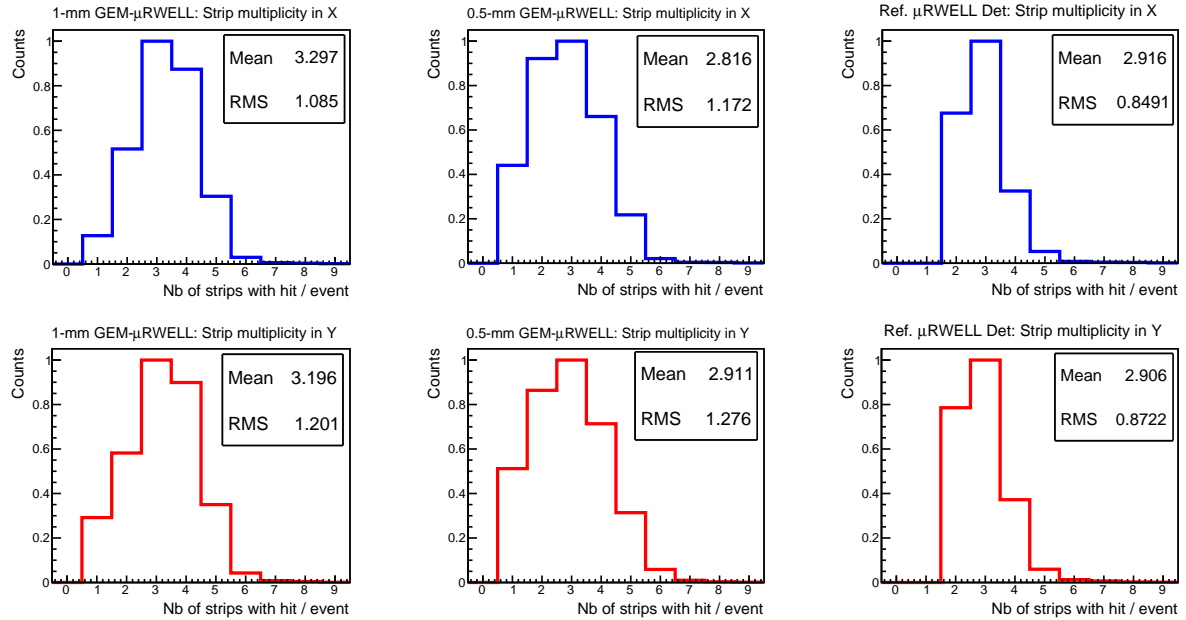 1-mm GEM-μRWELL: Strip multiplicity in X
Counts
1
0.8
0.6
0.4
0.2
0
Mean 3.297
RMS 1.085
0 1 2 3 4 5 6 7 8 9
Nb of strips with hit / event
0.5-mm GEM-μRWELL: Strip multiplicity in X
Counts
1
0.8
0.6
0.4
0.2
0
Mean 2.816
RMS 1.172
0 1 2 3 4 5 6 7 8 9
Nb of strips with hit / event
Ref. μRWELL Det: Strip multiplicity in X
Counts
1
0.8
0.6
0.4
0.2
0
Mean 2.916
RMS 0.8491
0 1 2 3 4 5 6 7 8 9
Nb of strips with hit / event
1-mm GEM-μRWELL: Strip multiplicity in Y
Counts
1
0.8
0.6
0.4
0.2
0
Mean 3.196
RMS 1.201
0 1 2 3 4 5 6 7 8 9
Nb of strips with hit / event
0.5-mm GEM-μRWELL: Strip multiplicity in Y
Counts
1
0.8
0.6
0.4
0.2
0
Mean 2.911
RMS 1.276
0 1 2 3 4 5 6 7 8 9
Nb of strips with hit / event
Ref. μRWELL Det: Strip multiplicity in Y
Counts
1
0.8
0.6
0.4
0.2
0
Mean 2.906
RMS 0.8722
0 1 2 3 4 5 6 7 8 9
Nb of strips with hit / event